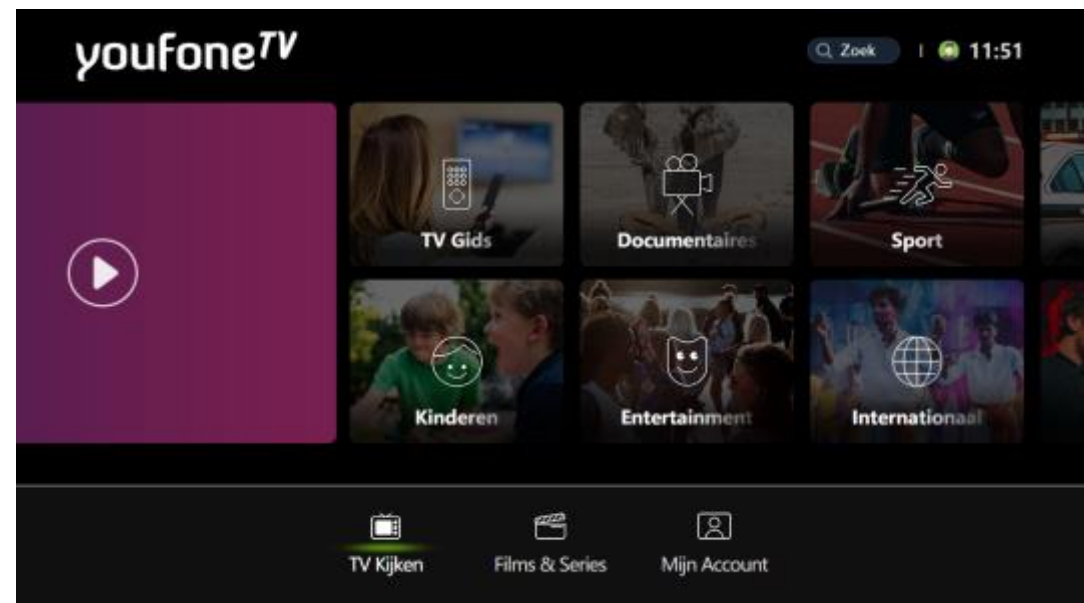 youfoneTV
Zoek
11:51
TV Gids
Documentaires
Sport
Kinderen
Entertainment
Internationaal
TV Kijken
Films & Series
Mijn Account